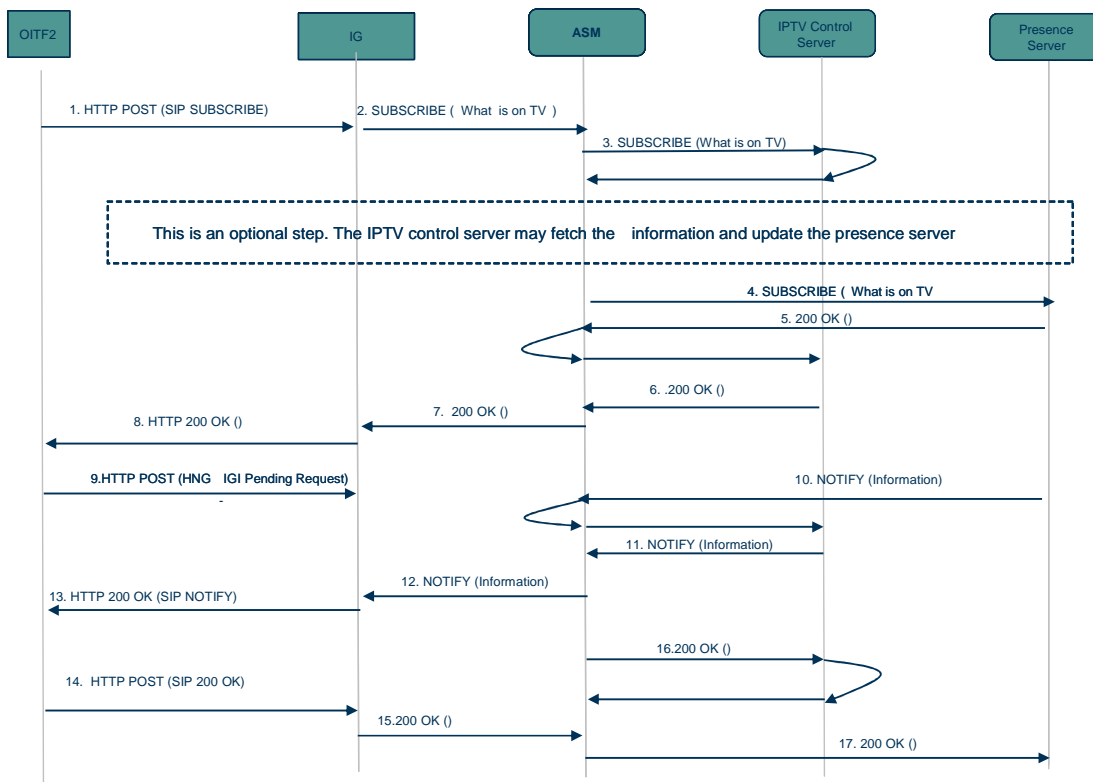 OITF2
IG
ASM
IPTV Control
Server
Presence
Server
1. HTTP POST (SIP SUBSCRIBE)
2. SUBSCRIBE ( What is on TV )
3. SUBSCRIBE (What is on TV)
This is an optional step. The IPTV control server may fetch the information and update the presence server
4. SUBSCRIBE ( What is on TV
5. 200 OK ()
6. .200 OK ()
7. 200 OK ()
8. HTTP 200 OK ()
9.HTTP POST (HNG IGI Pending Request)
-
10. NOTIFY (Information)
11. NOTIFY (Information)
12. NOTIFY (Information)
13. HTTP 200 OK (SIP NOTIFY)
16.200 OK ()
14. HTTP POST (SIP 200 OK)
15.200 OK ()
17. 200 OK ()